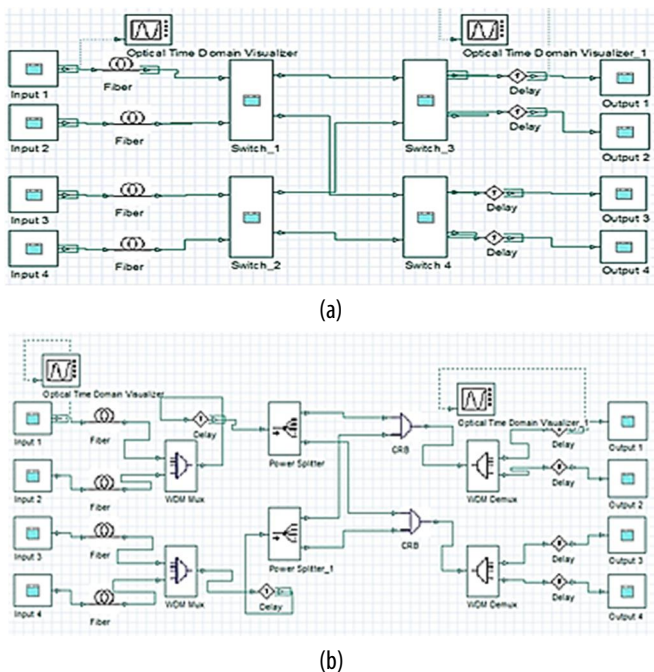 Optical Time Domain Visualizer
Optical Time Domain Visualizer_1
Input 1
Fiber
Delay
Output 1
Input 2
Fiber
Switch_1
Switch_3
Delay
Output 2
Input 3
Fiber
Delay
Output 3
Input 4
Fiber
Switch_2
Switch 4
Delay
Output 4
(a)
Optical Time Domain Visualizer
Optical Time Domain Visualizer_1
Input 1
Fiber
Delay
Power Splitter
CRB
Delay
Output 1
Input 2
Fiber
WDM Mux
WDM Demux
Delay
Output 2
Input 3
Fiber
Power Splitter_1
CRB
Delay
Output 3
Input 4
Fiber
WDM Mux
Delay
WDM Demux
Delay
Output 4
(b)